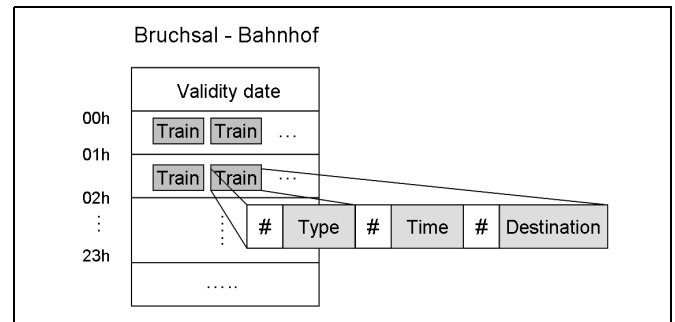 Bruchsal - Bahnhof
Validity date
00h
Train Train ...
01h
Train Train ...
02h
# Type # Time # Destination
23h
.....